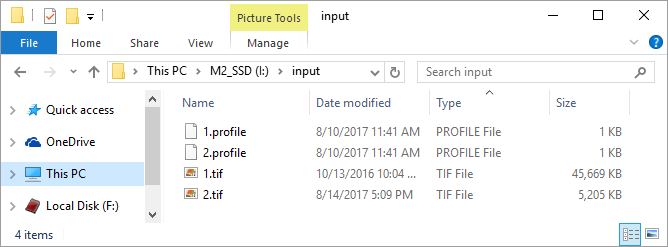 Picture Tools input
File Home Share View Manage
This PC M2_SSD (I:) input Search input
Name Date modified Type Size
Quick access
OneDrive
This PC
Local Disk (F:)
1.profile 8/10/2017 11:41 AM PROFILE File 1 KB
2.profile 8/10/2017 11:41 AM PROFILE File 1 KB
1.tif 10/13/2016 10:04 ... TIF File 45,669 KB
2.tif 8/14/2017 5:09 PM TIF File 5,205 KB
4 items